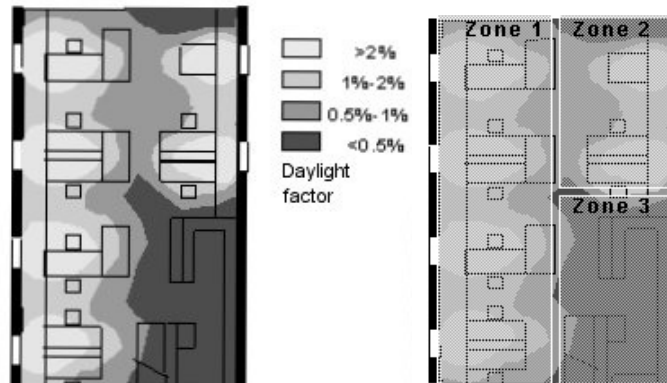 >2%
1%-2%
0.5%-1%
<0.5%
Daylight
factor
Zone 1
Zone 2
Zone 3